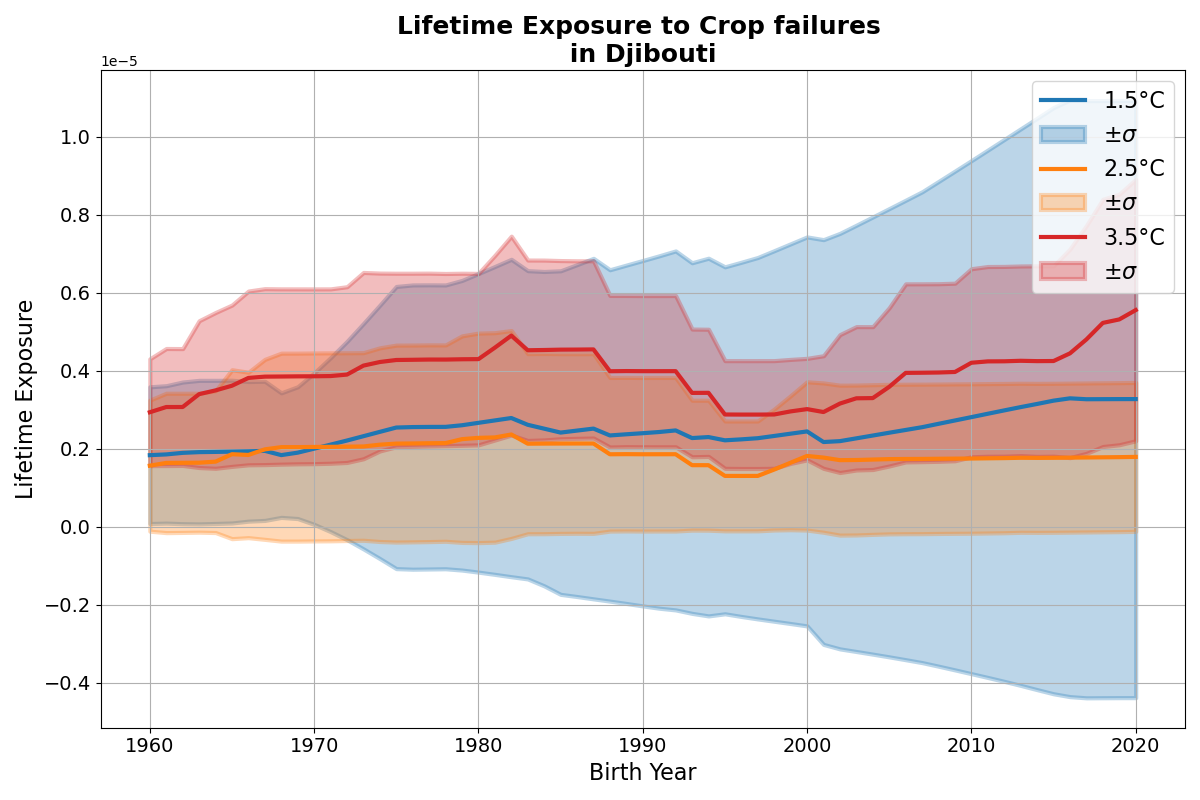 Lifetime Exposure to Crop failures
in Djibouti
1e−5
1.0
0.8
0.6
0.4
0.2
0.0
−0.2
−0.4
Lifetime Exposure
1960
1970
1980
1990
2000
2010
2020
Birth Year
1.5°C
±σ
2.5°C
±σ
3.5°C
±σ